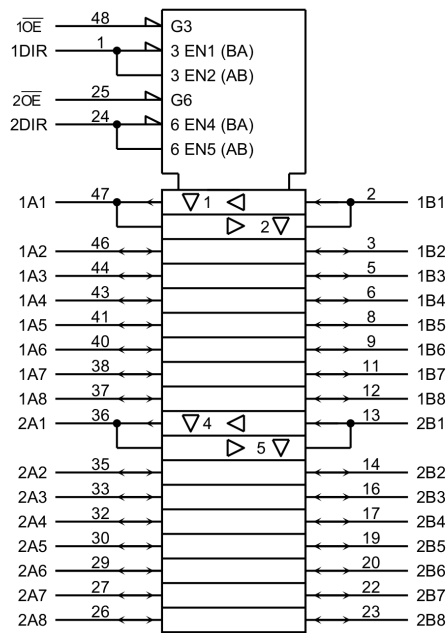 1OE 48 G3
1DIR 1 3 EN1 (BA)
3 EN2 (AB)
2OE 25 G6
2DIR 24 6 EN4 (BA)
6 EN5 (AB)
1A1 47 1 2 1B1
2
1A2 46 3 1B2
1A3 44 5 1B3
1A4 43 6 1B4
1A5 41 8 1B5
1A6 40 9 1B6
1A7 38 11 1B7
1A8 37 12 1B8
2A1 36 4 13 2B1
5
2A2 35 14 2B2
2A3 33 16 2B3
2A4 32 17 2B4
2A5 30 19 2B5
2A6 29 20 2B6
2A7 27 22 2B7
2A8 26 23 2B8